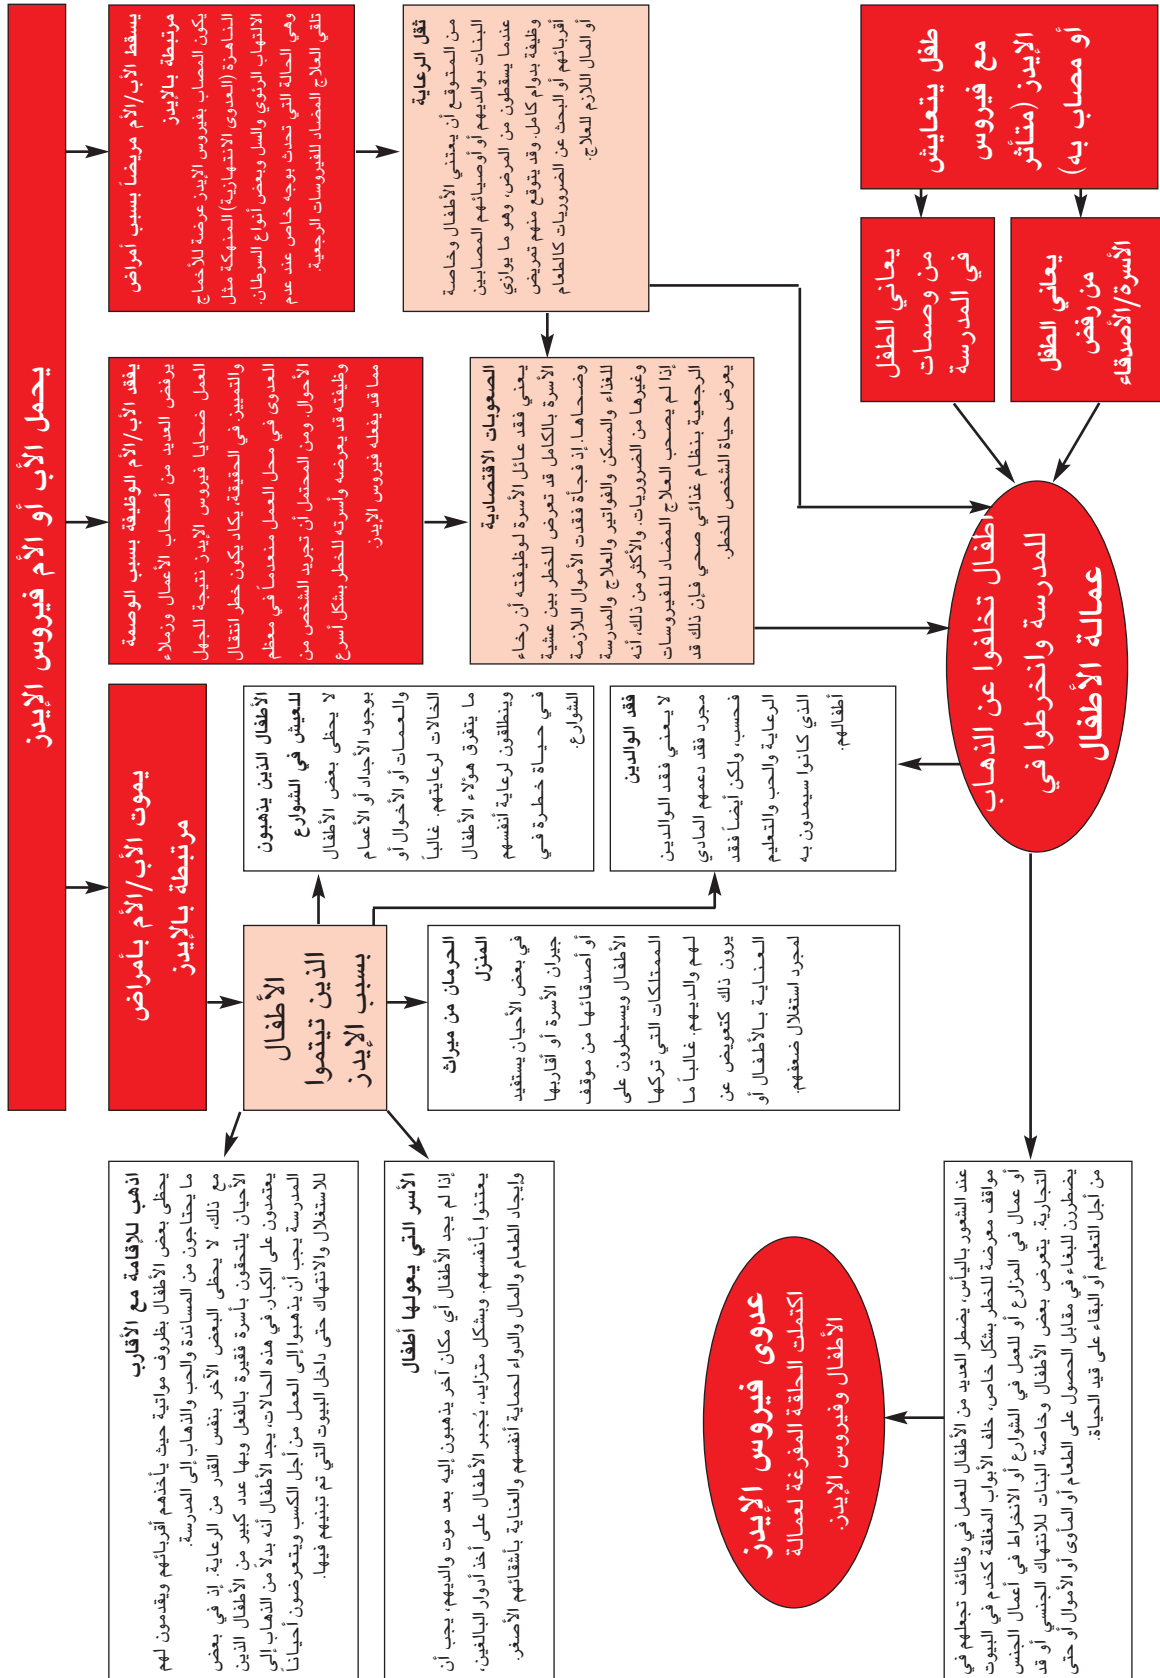 يحمل الأب أو الأم فيروس الإيدز
يسقط الأب/الأم مريضاً بسبب أمراض
مرتبطة بالإيدز
يكون المصاب بفيروس الإيدز عرضة للأخماج
الناهزة (العدوى الانتهازية) المنهكة مثل
الالتهاب الرئوي والسل وبعض أنواع السرطان.
وهي الحالة التي تحدث بوجه خاص عند عدم
تلقي العلاج المضاد للفيروسات الرجعية.
يفقد الأب/الأم الوظيفة بسبب الوصمة
يرفض العديد من أصحاب الأعمال وزملاء
العمل ضحايا فيروس الإيدز نتيجة للجهل
والتمييز. في الحقيقة، يكاد يكون خطر انتقال
العدوى في محل العمل منعدماً في معظم
الأحوال. ومن المحتمل أن تجريد الشخص من
وظيفته قد يعرضه وأسرته للخطر بشكل أسرع
مما قد يفعله فيروس الإيدز.
يموت الأب/الأم بأمراض
مرتبطة بالإيدز
ثقل الرعاية
من المتوقع أن يعتني الأطفال وخاصة
البنات بوالديهم أو أوصيائهم المصابين
عندما يسقطون من المرض، وهو ما يوازي
وظيفة بدوام كامل. وقد يتوقع منهم تمريض
أقربائهم أو البحث عن الضروريات كالطعام
أو المال اللازم للعلاج.
الصعوبات الاقتصادية
يعني فقد عائل الأسرة لوظيفته أن رخاء
الأسرة بالكامل قد تعرض للخطر بين عشية
وضحاها. إذ فجأة فقدت الأموال اللازمة
للغذاء والمسكن والفواتير والعلاج والمدرسة
وغيرها من الضروريات. والأكثر من ذلك، أنه
إذا لم يصحب العلاج المضاد للفيروسات
الرجعية بنظام غذائي صحي فإن ذلك قد
يعرض حياة الشخص للخطر.
الأطفال
الذين تيتموا
بسبب الإيدز
الأطفال الذين يذهبون
للعيش في الشوارع
لا يحظى بعض الأطفال
بوجود الأجداد أو الأعمام
والعمات أو الأخوال أو
الخالات لرعايتهم. غالباً
ما يتفرق هؤلاء الأطفال
وينطلقون لرعاية أنفسهم
في حياة خطرة في
الشوارع.
فقد الوالدين
لا يعني فقد الوالدين
مجرد فقد دعمهم المادي
فحسب، ولكن أيضاً فقد
الرعاية والحب والتعليم
الذي كانوا سيمدون به
أطفالهم.
الحرمان من ميراث
المنزل
في بعض الأحيان يستفيد
جيران الأسرة أو أقاربها
أو أصدقائها من موقف
الأطفال ويسيطرون على
الممتلكات التي تركها
لهم والديهم. غالباً ما
يرون ذلك كتعويض عن
العناية بالأطفال أو
لمجرد استغلال ضعفهم.
اذهب للإقامة مع الأقارب
يحظى بعض الأطفال بظروف مواتية حيث يأخذهم أقربائهم ويقدمون لهم
ما يحتاجون من المساندة والحب والذهاب إلى المدرسة.
مع ذلك، لا يحظى البعض الآخر بنفس القدر من الرعاية. إذ في بعض
الأحيان يلتحقون بأسرة فقيرة بالفعل وبها عدد كبير من الأطفال الذين
يعتمدون على الكبار. في هذه الحالات، يجد الأطفال أنه بدلاً من الذهاب إلى
المدرسة يجب أن يذهبوا إلى العمل من أجل الكسب ويتعرضون أحياناً
للاستغلال والانتهاك حتى داخل البيوت التي تم تبنيهم فيها.
الأسر التي يعولها أطفال
إذا لم يجد الأطفال أي مكان آخر يذهبون إليه بعد موت والديهم، يجب أن
يعتنوا بأنفسهم. وبشكل متزايد، يُجبر الأطفال على أخذ أدوار البالغين،
وإيجاد الطعام والمال والدواء لحماية أنفسهم والعناية بأشقائهم الأصغر.
طفل يتعايش
مع فيروس
الإيدز (متأثر
أو مصاب به)
يعاني الطفل
من وصمات
في المدرسة
يعاني الطفل
من رفض
الأسرة/الأصدقاء
أطفال تخلفوا عن الذهاب
للمدرسة وانخرطوا في
عمالة الأطفال
عند الشعور باليأس، يضطر العديد من الأطفال للعمل في وظائف تجعلهم في
مواقف معرضة للخطر بشكل خاص، خلف الأبواب المغلقة كخدم في البيوت
أو عمال في المزارع أو للعمل في الشوارع أو الانخراط في أعمال الجنس
التجارية. يتعرض بعض الأطفال وخاصة البنات للانتهاك الجنسي أو قد
يضطررن للبغاء في مقابل الحصول على الطعام أو المأوى أو الأموال أو حتى
من أجل التعليم أو البقاء على قيد الحياة.
عدوى فيروس الإيدز
اكتملت الحلقة المفرغة لعمالة
الأطفال وفيروس الإيدز.